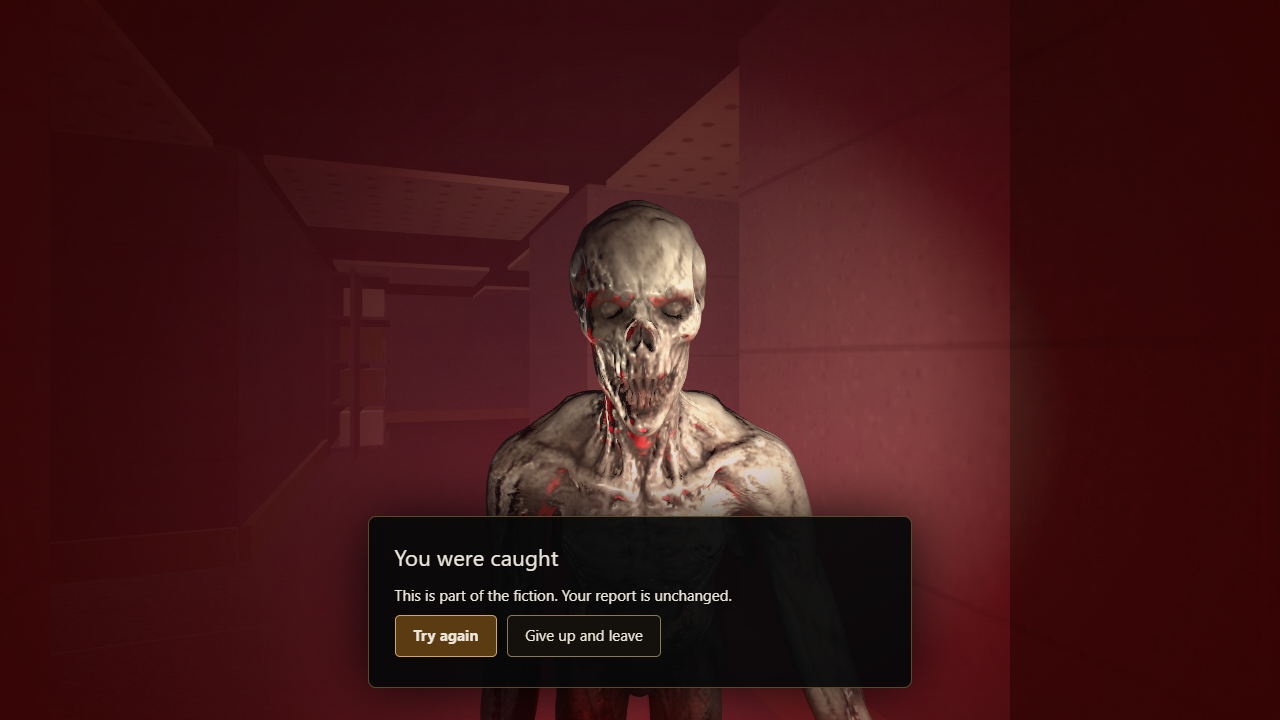 You were caught
This is part of the fiction. Your report is unchanged.
Try again
Give up and leave